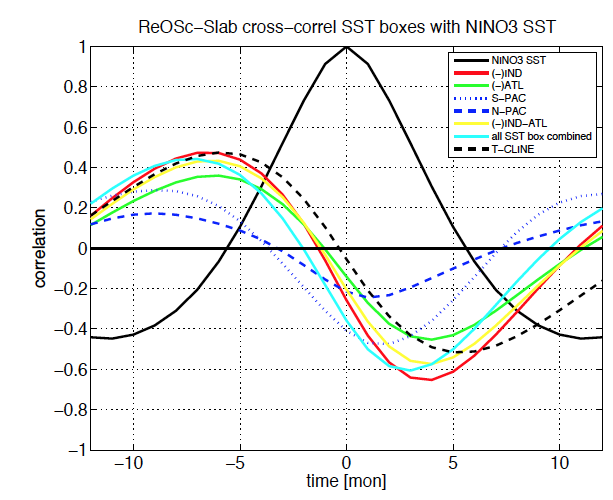 ReOSc–Slab cross–correl SST boxes with NINO3 SST
NINO3 SST
(–)IND
(–)ATL
S–PAC
N–PAC
(–)IND–ATL
all SST box combined
T–CLINE
1
0.8
0.6
0.4
0.2
0
−0.2
−0.4
−0.6
−0.8
−1
correlation
−10
−5
0
5
10
time [mon]